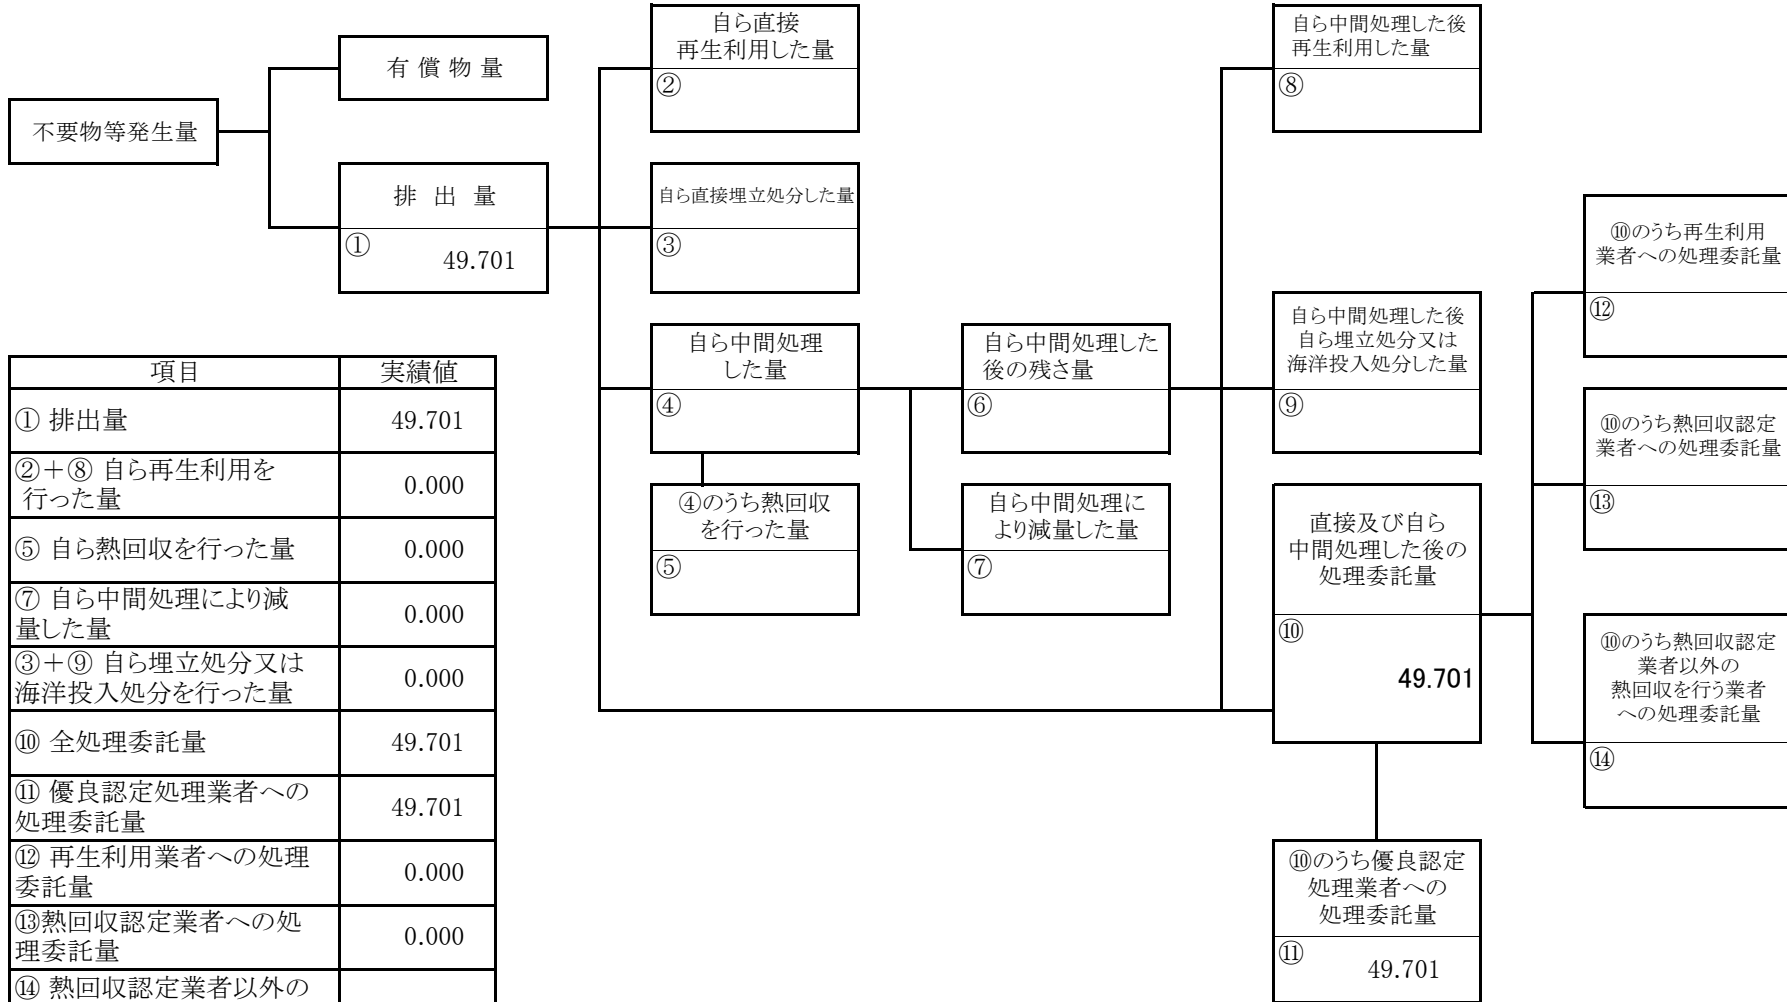 不要物等発生量
有 償 物 量
排 出 量
①
49.701
自ら直接
再生利用した量
②
自ら直接埋立処分した量
③
自ら中間処理
した量
④
④のうち熱回収
を行った量
⑤
自ら中間処理した
後の残さ量
⑥
自ら中間処理に
より減量した量
⑦
自ら中間処理した後
再生利用した量
⑧
自ら中間処理した後
自ら埋立処分又は
海洋投入処分した量
⑨
直接及び自ら
中間処理した後の
処理委託量
⑩
49.701
⑩のうち優良認定
処理業者への
処理委託量
⑪
49.701
⑩のうち再生利用
業者への処理委託量
⑫
⑩のうち熱回収認定
業者への処理委託量
⑬
⑩のうち熱回収認定
業者以外の
熱回収を行う業者
への処理委託量
⑭
項目 実績値
① 排出量 49.701
②＋⑧ 自ら再生利用を
行った量 0.000
⑤ 自ら熱回収を行った量 0.000
⑦ 自ら中間処理により減
量した量 0.000
③＋⑨ 自ら埋立処分又は
海洋投入処分を行った量 0.000
⑩ 全処理委託量 49.701
⑪ 優良認定処理業者への
処理委託量 49.701
⑫ 再生利用業者への処理
委託量 0.000
⑬熱回収認定業者への処
理委託量 0.000
⑭ 熱回収認定業者以外の